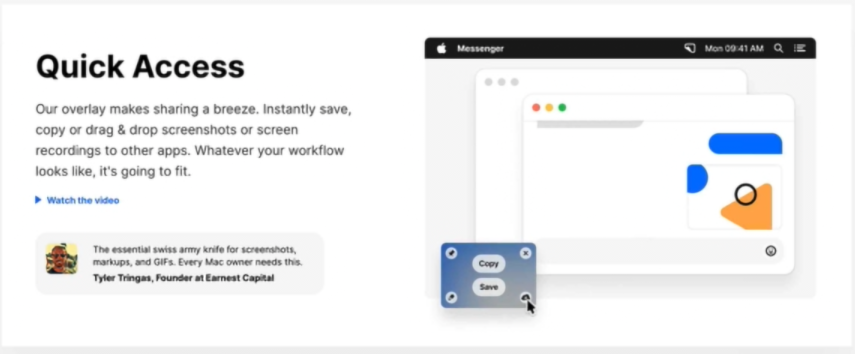 Quick Access
Our overlay makes sharing a breeze. Instantly save,
copy or drag & drop screenshots or screen
recordings to other apps. Whatever your workflow
looks like, it's going to fit.
Watch the video
The essential swiss army knife for screenshots,
markups, and GIFs. Every Mac owner needs this.
Tyler Tringas, Founder at Earnest Capital
Messenger
Mon 09:41 AM
Copy
Save